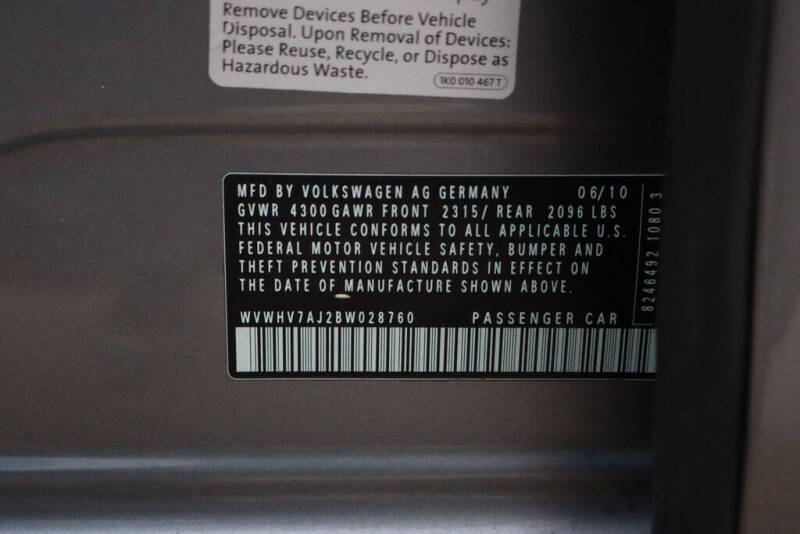 Remove Devices Before Vehicle
Disposal. Upon Removal of Devices:
Please Reuse, Recycle, or Dispose as
Hazardous Waste.
1K0 010 467 T
MFD BY VOLKSWAGEN AG GERMANY 06/10
GVWR 4300 GAWR FRONT 2315/ REAR 2096 LBS
THIS VEHICLE CONFORMS TO ALL APPLICABLE U.S.
FEDERAL MOTOR VEHICLE SAFETY, BUMPER AND
THEFT PREVENTION STANDARDS IN EFFECT ON
THE DATE OF MANUFACTURE SHOWN ABOVE.
WVWHV7AJ2BW028760 PASSENGER CAR
8246492 1080 3